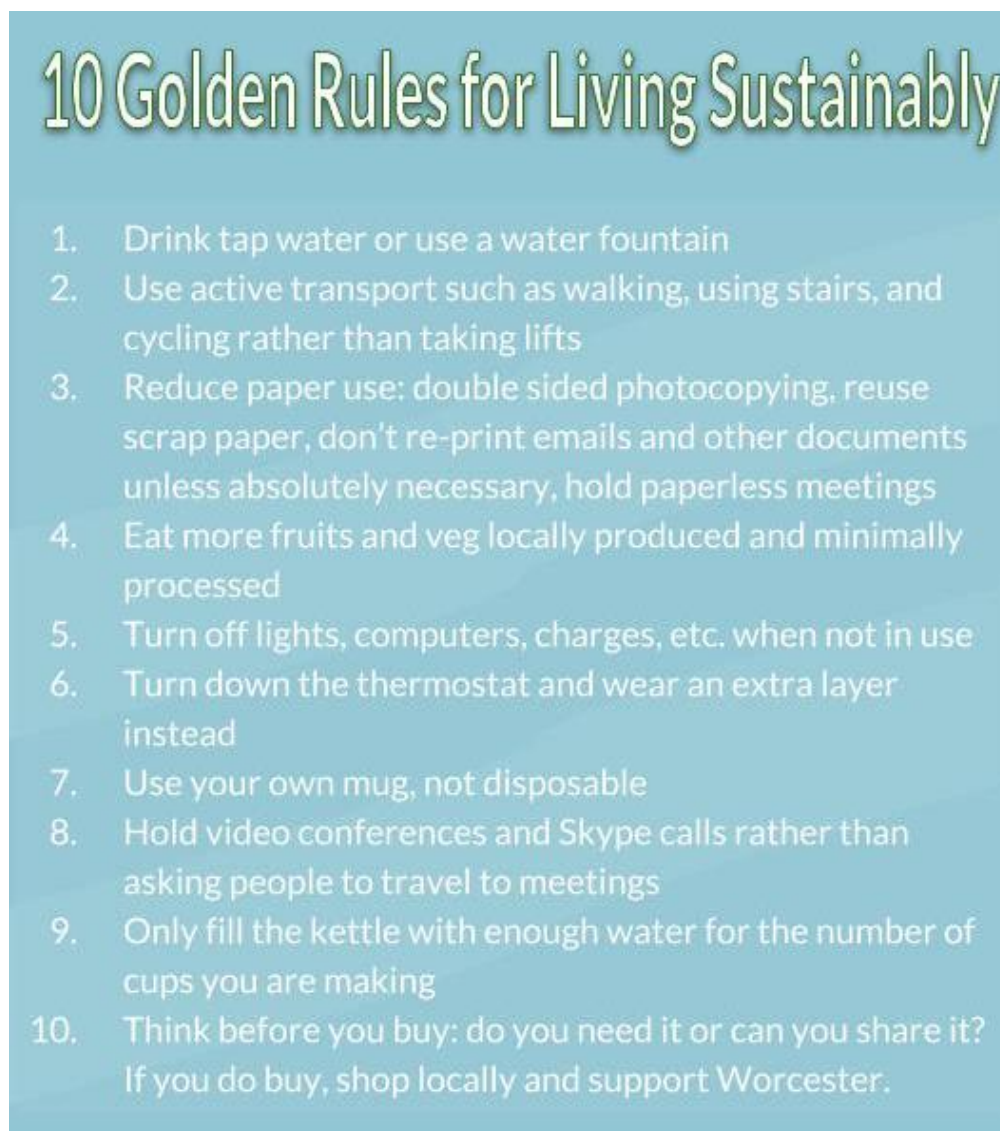 10 Golden Rules for Living Sustainably
1. Drink tap water or use a water fountain
2. Use active transport such as walking, using stairs, and
cycling rather than taking lifts
3. Reduce paper use: double sided photocopying, reuse
scrap paper, don't re-print emails and other documents
unless absolutely necessary, hold paperless meetings
4. Eat more fruits and veg locally produced and minimally
processed
5. Turn off lights, computers, charges, etc. when not in use
6. Turn down the thermostat and wear an extra layer
instead
7. Use your own mug, not disposable
8. Hold video conferences and Skype calls rather than
asking people to travel to meetings
9. Only fill the kettle with enough water for the number of
cups you are making
10. Think before you buy: do you need it or can you share it?
If you do buy, shop locally and support Worcester.